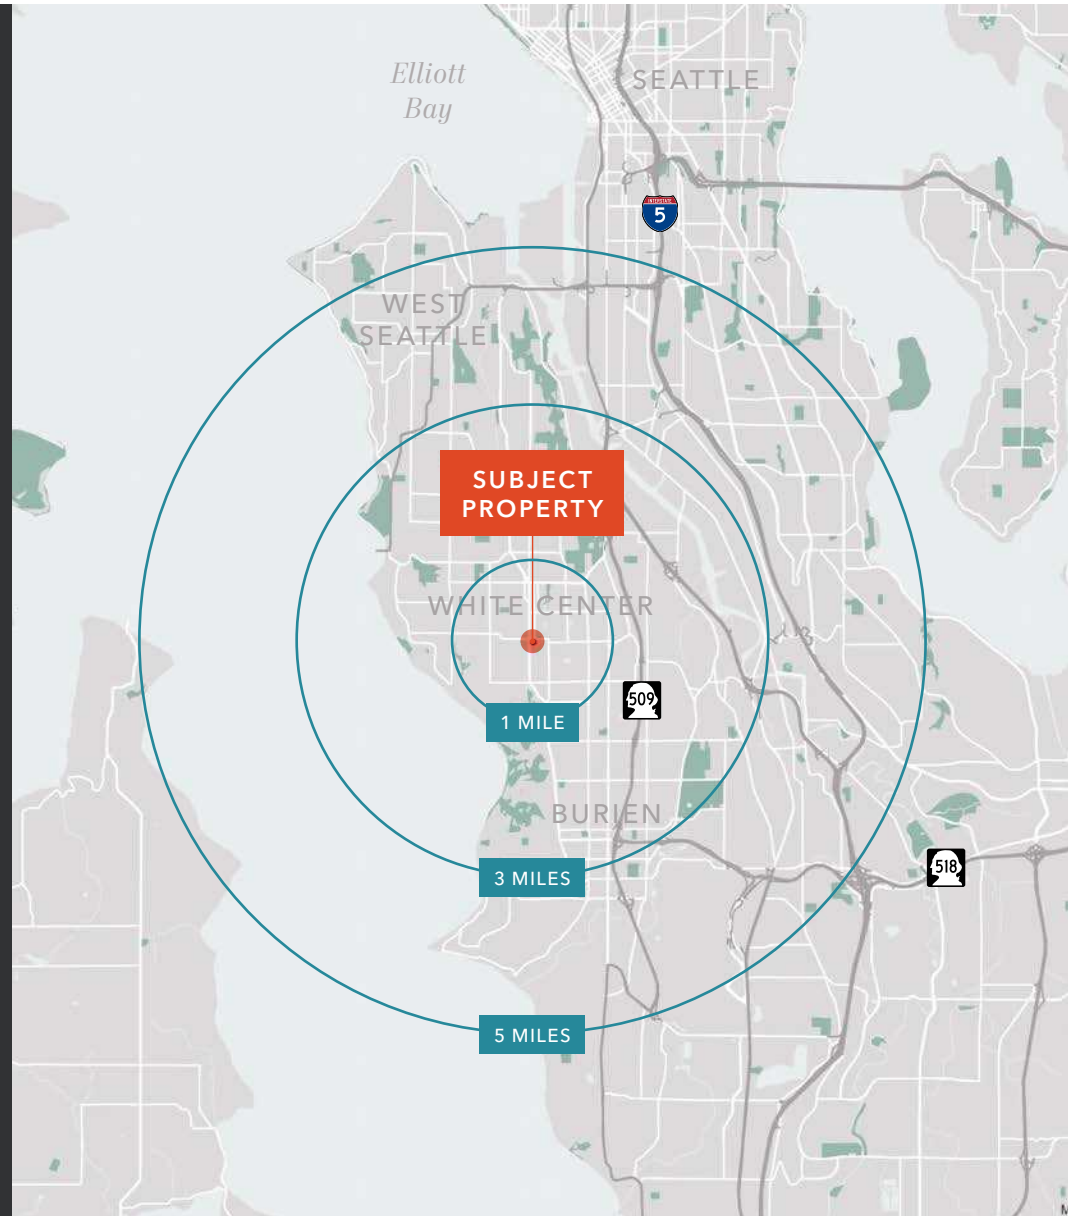 Elliott
Bay
SEATTLE
INTERSTATE
5
WEST
SEATTLE
SUBJECT
PROPERTY
WHITE CENTER
509
1 MILE
BURIEN
518
3 MILES
5 MILES